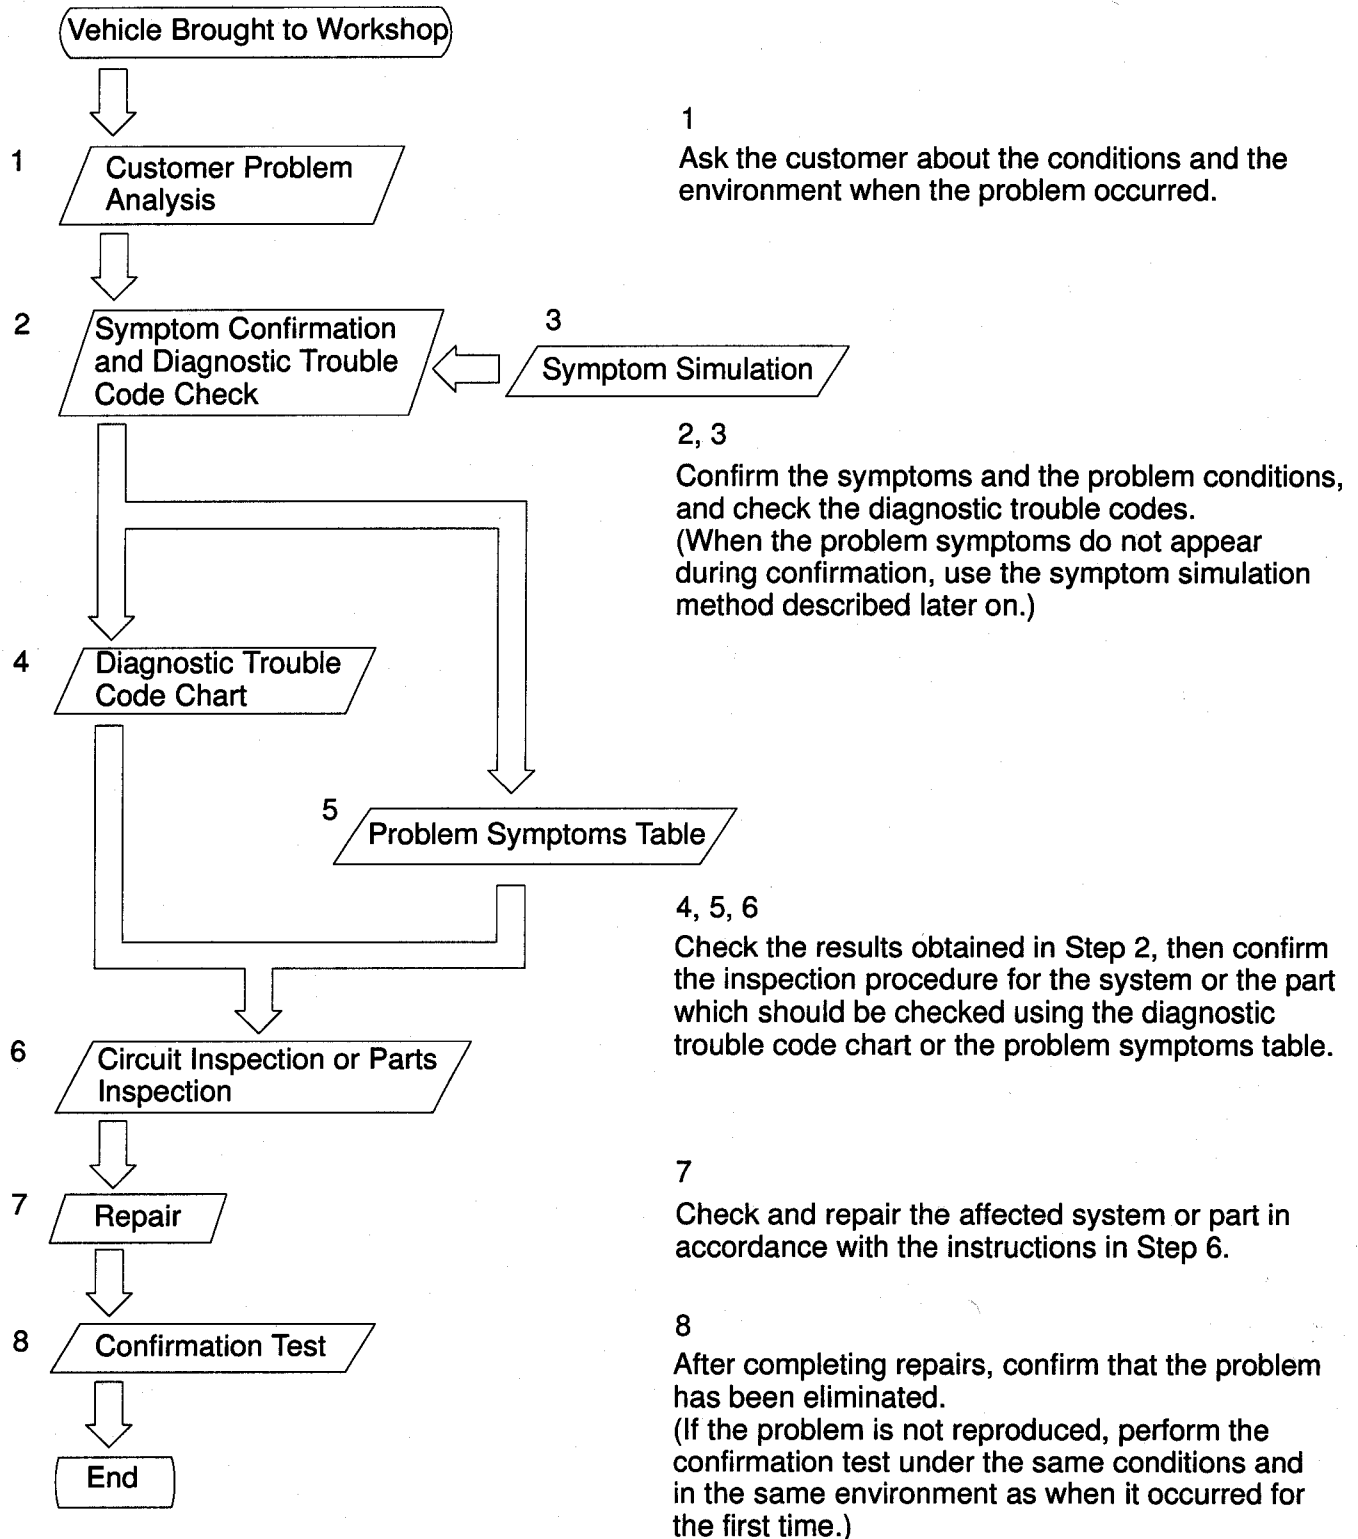 Vehicle Brought to Workshop
1
Customer Problem
Analysis
1
Ask the customer about the conditions and the
environment when the problem occurred.
2
Symptom Confirmation
and Diagnostic Trouble
Code Check
3
Symptom Simulation
2, 3
Confirm the symptoms and the problem conditions,
and check the diagnostic trouble codes.
(When the problem symptoms do not appear
during confirmation, use the symptom simulation
method described later on.)
4
Diagnostic Trouble
Code Chart
5
Problem Symptoms Table
4, 5, 6
Check the results obtained in Step 2, then confirm
the inspection procedure for the system or the part
which should be checked using the diagnostic
trouble code chart or the problem symptoms table.
6
Circuit Inspection or Parts
Inspection
7
Repair
7
Check and repair the affected system or part in
accordance with the instructions in Step 6.
8
Confirmation Test
8
After completing repairs, confirm that the problem
has been eliminated.
(If the problem is not reproduced, perform the
confirmation test under the same conditions and
in the same environment as when it occurred for
the first time.)
End